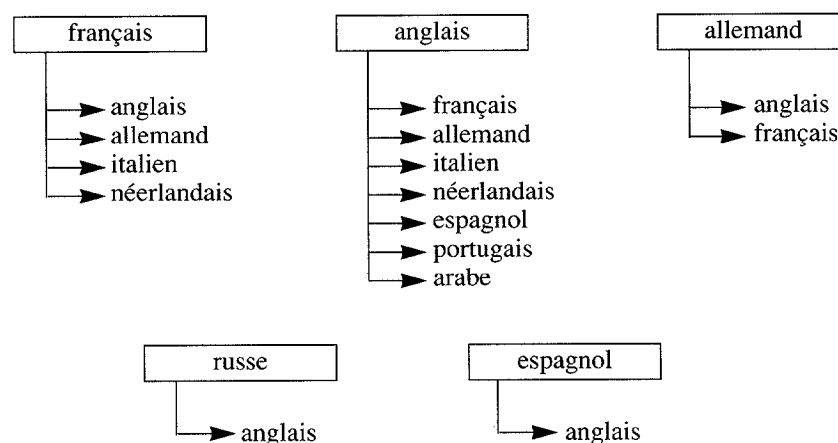 français
anglais
allemand
italien
néerlandais
anglais
français
allemand
italien
néerlandais
espagnol
portugais
arabe
allemand
anglais
français
russe
anglais
espagnol
anglais